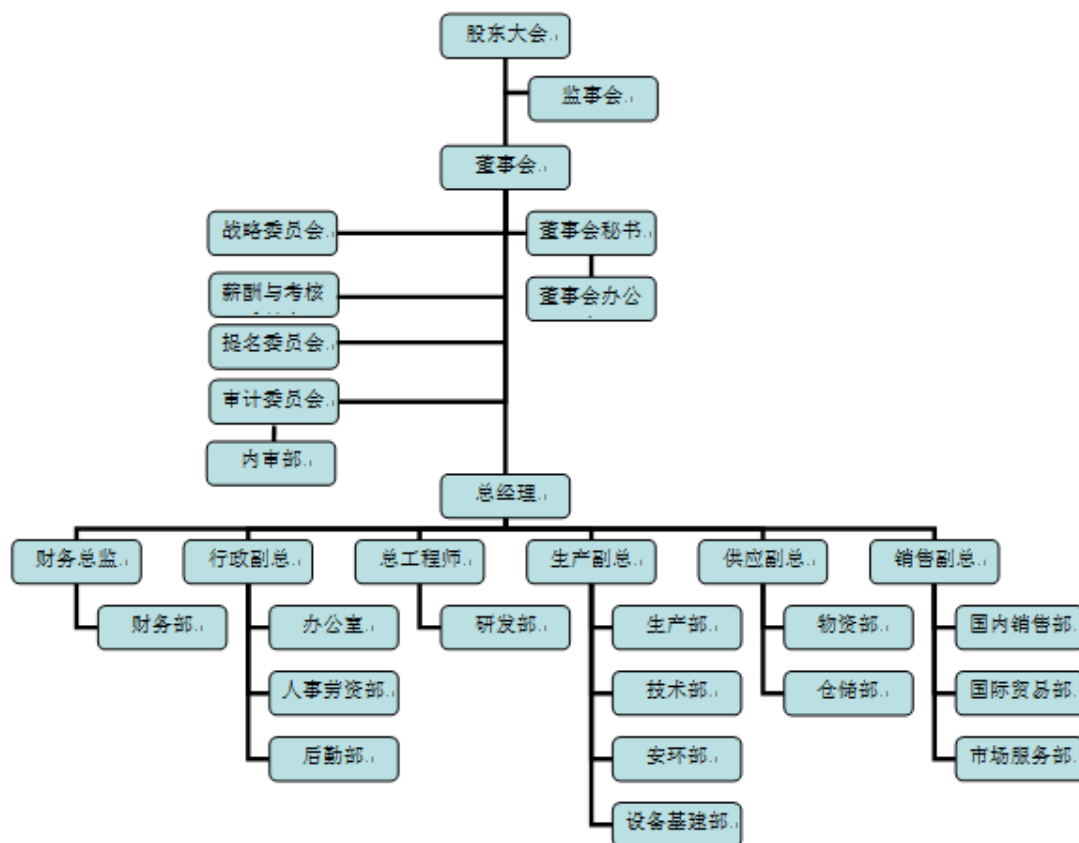 股东大会
监事会
董事会
战略委员会
董事会秘书
薪酬与考核
董事会办公
提名委员会
审计委员会
内审部
总经理
财务总监
行政副总
总工程师
生产副总
供应副总
销售副总
财务部
办公室
研发部
生产部
物资部
国内销售部
人事劳资部
技术部
仓储部
国际贸易部
后勤部
安环部
市场服务部
设备基建部